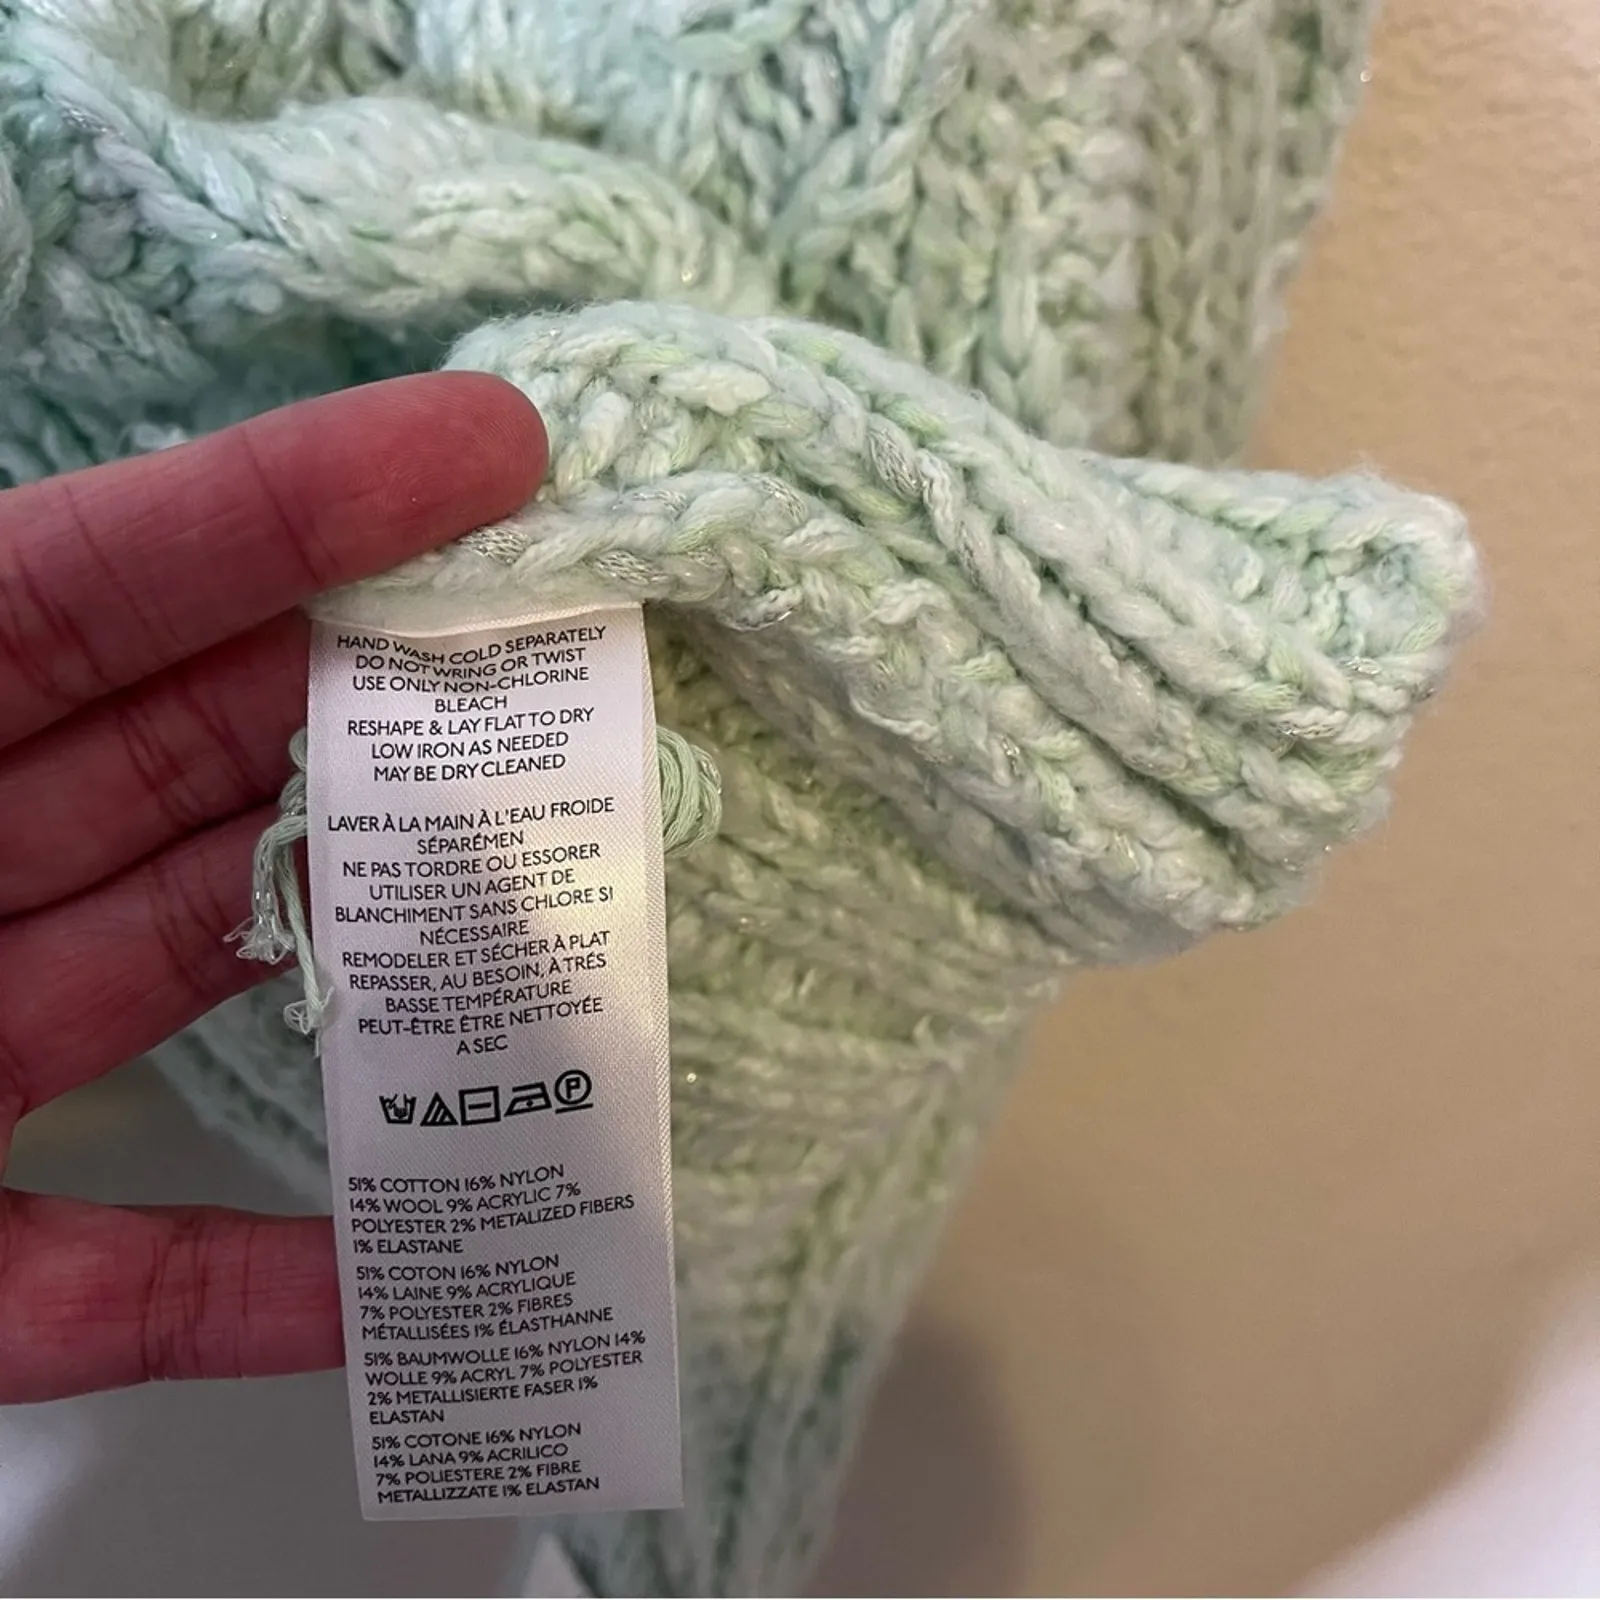 HAND WASH COLD SEPARATELY
DO NOT WRING OR TWIST
USE ONLY NON-CHLORINE
BLEACH
RESHAPE & LAY FLAT TO DRY
LOW IRON AS NEEDED
MAY BE DRY CLEANED
LAVER À LA MAIN À L'EAU FROIDE
SÉPARÉMEN
NE PAS TORDRE OU ESSORER
UTILISER UN AGENT DE
BLANCHIMENT SANS CHLORE SI
NÉCESSAIRE
REMODELER ET SÉCHER À PLAT
REPASSER, AU BESOIN, À TRÉS
BASSE TEMPÉRATURE
PEUT-ÊTRE ÊTRE NETTOYÉE
A SEC
P
51% COTTON 16% NYLON
14% WOOL 9% ACRYLIC 7%
POLYESTER 2% METALIZED FIBERS
1% ELASTANE
51% COTON 16% NYLON
14% LAINE 9% ACRYLIQUE
7% POLYESTER 2% FIBRES
MÉTALLISÉES 1% ÉLASTHANNE
51% BAUMWOLLE 16% NYLON 14%
WOLLE 9% ACRYL 7% POLYESTER
2% METALLISIERTE FASER 1%
ELASTAN
51% COTONE 16% NYLON
14% LANA 9% ACRILICO
7% POLIESTERE 2% FIBRE
METALLIZZATE 1% ELASTAN